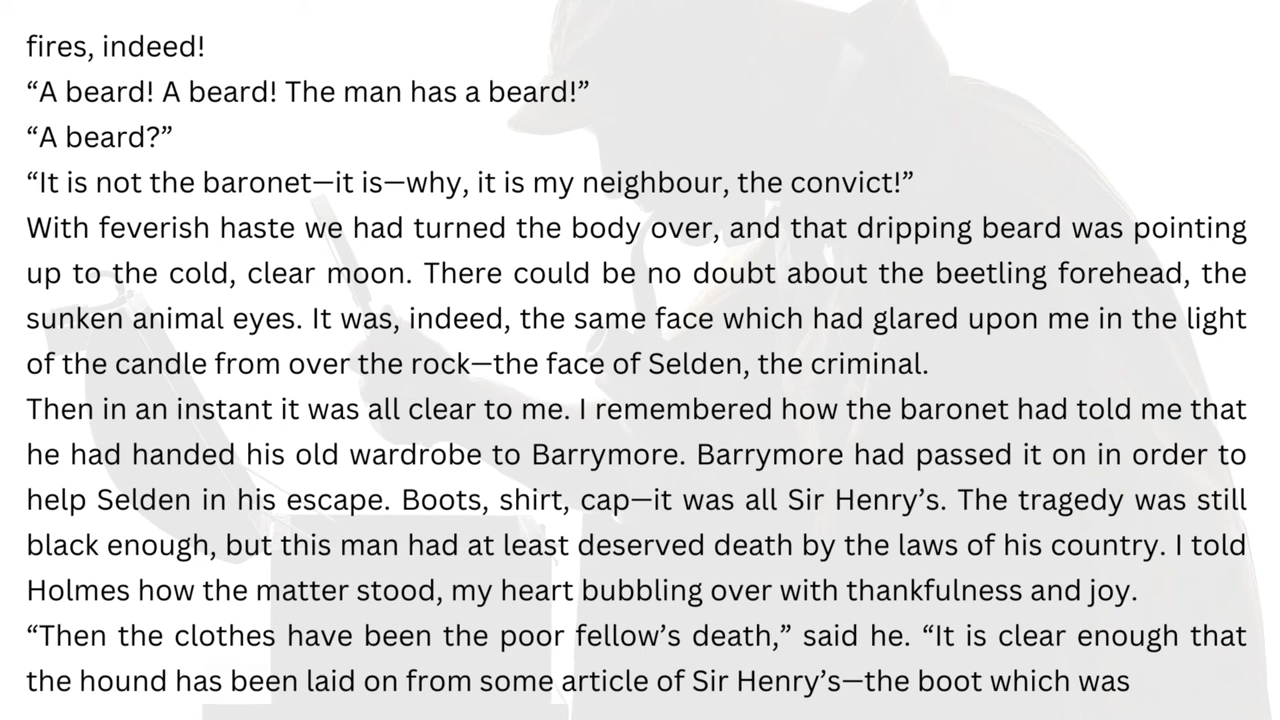 fires, indeed!
“A beard! A beard! The man has a beard!”
“A beard?”
“It is not the baronet—it is—why, it is my neighbour, the convict!”
With feverish haste we had turned the body over, and that dripping beard was pointing
up to the cold, clear moon. There could be no doubt about the beetling forehead, the
sunken animal eyes. It was, indeed, the same face which had glared upon me in the light
of the candle from over the rock—the face of Selden, the criminal.
Then in an instant it was all clear to me. I remembered how the baronet had told me that
he had handed his old wardrobe to Barrymore. Barrymore had passed it on in order to
help Selden in his escape. Boots, shirt, cap—it was all Sir Henry’s. The tragedy was still
black enough, but this man had at least deserved death by the laws of his country. I told
Holmes how the matter stood, my heart bubbling over with thankfulness and joy.
“Then the clothes have been the poor fellow’s death,” said he. “It is clear enough that
the hound has been laid on from some article of Sir Henry’s—the boot which was